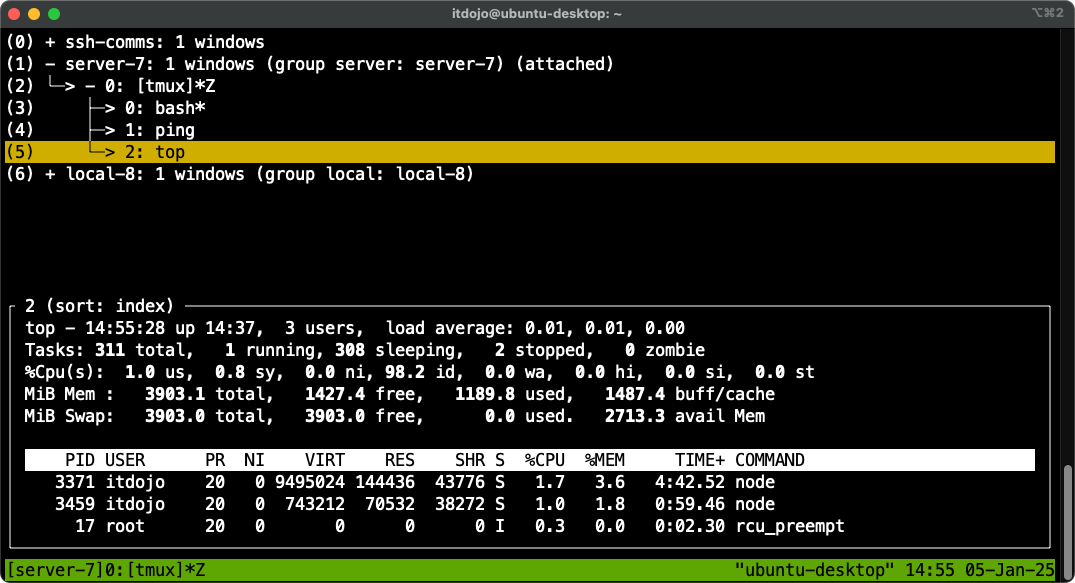 itdojo@ubuntu-desktop: ~
⌥⌘2
(0) + ssh-comms: 1 windows
(1) - server-7: 1 windows (group server: server-7) (attached)
(2) └─> - 0: [tmux]*Z
(3)     ├─> 0: bash*
(4)     ├─> 1: ping
(5)     └─> 2: top
(6) + local-8: 1 windows (group local: local-8)
2 (sort: index)
top - 14:55:28 up 14:37,  3 users,  load average: 0.01, 0.01, 0.00
Tasks: 311 total,   1 running, 308 sleeping,   2 stopped,   0 zombie
%Cpu(s):  1.0 us,  0.8 sy,  0.0 ni, 98.2 id,  0.0 wa,  0.0 hi,  0.0 si,  0.0 st
MiB Mem :   3903.1 total,   1427.4 free,   1189.8 used,   1487.4 buff/cache
MiB Swap:   3903.0 total,   3903.0 free,      0.0 used.   2713.3 avail Mem
PID USER      PR  NI    VIRT    RES    SHR S  %CPU  %MEM     TIME+ COMMAND
3371 itdojo    20   0 9495024 144436  43776 S   1.7   3.6   4:42.52 node
3459 itdojo    20   0  743212  70532  38272 S   1.0   1.8   0:59.46 node
17 root      20   0       0      0      0 I   0.3   0.0   0:02.30 rcu_preempt
[server-7]0:[tmux]*Z
"ubuntu-desktop" 14:55 05-Jan-25